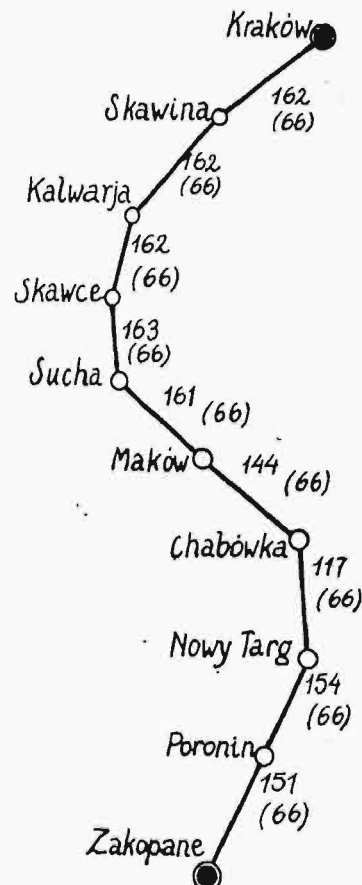 Kraków
162
(66)
Skawina
162
(66)
Kalwarja
162
(66)
Skawce
163
(66)
Sucha
161
(66)
Maków
144
(66)
Chabówka
117
(66)
Nowy Targ
154
(66)
Poronin
151
(66)
Zakopane